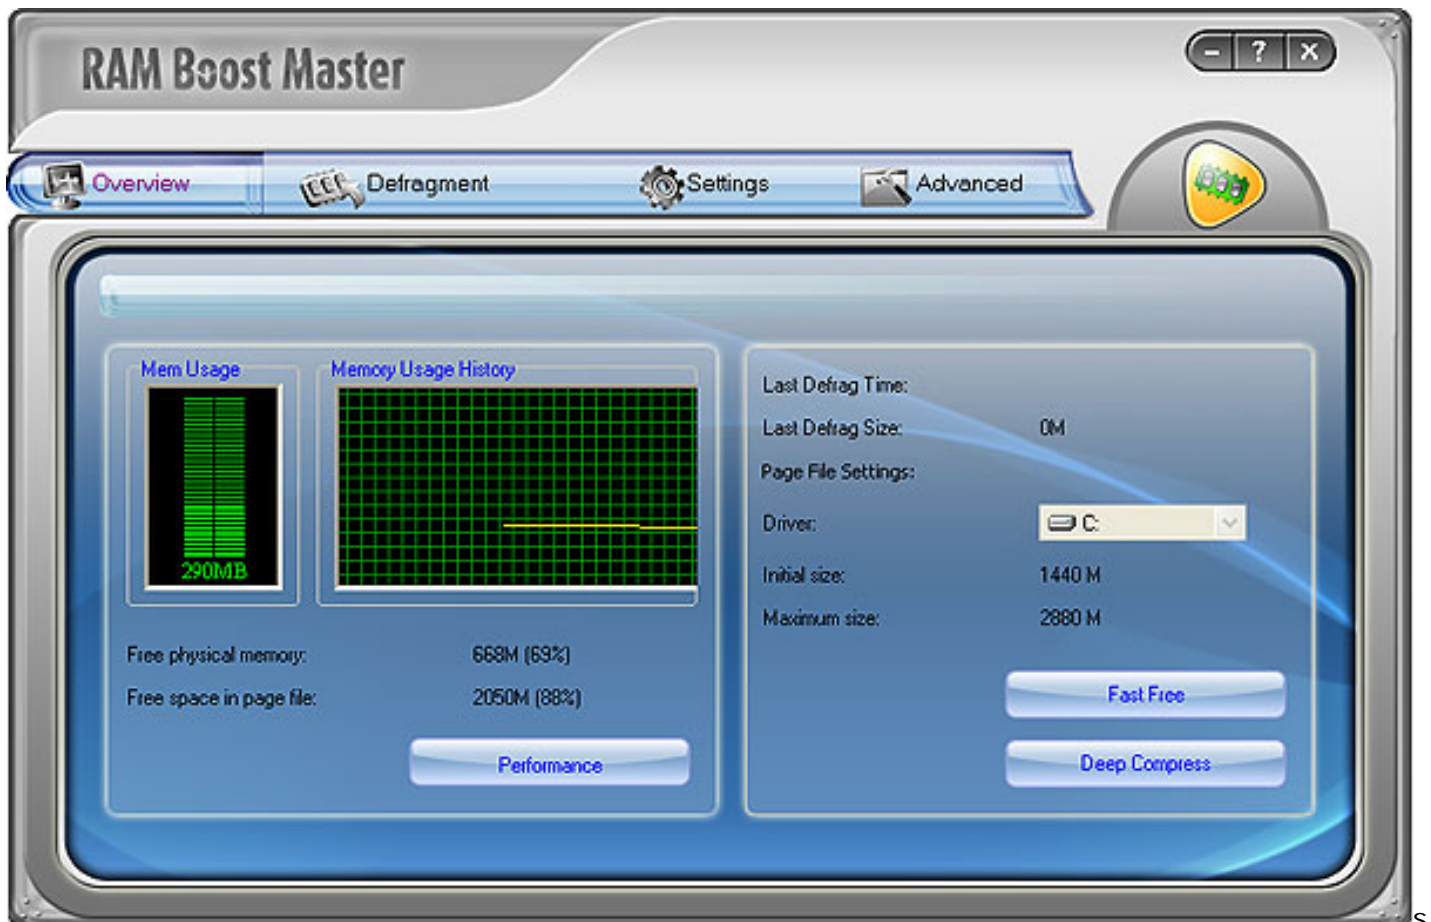 RAM Boost Master
- ? X
Overview Defragment Settings Advanced
Mem Usage Memory Usage History
290MB
Free physical memory: 668M (69%)
Free space in page file: 2050M (88%)
Performance
Last Defrag Time:
Last Defrag Size: 0M
Page File Settings:
Driver: C:
Initial size: 1440 M
Maximum size: 2880 M
Fast Free
Deep Compress
s